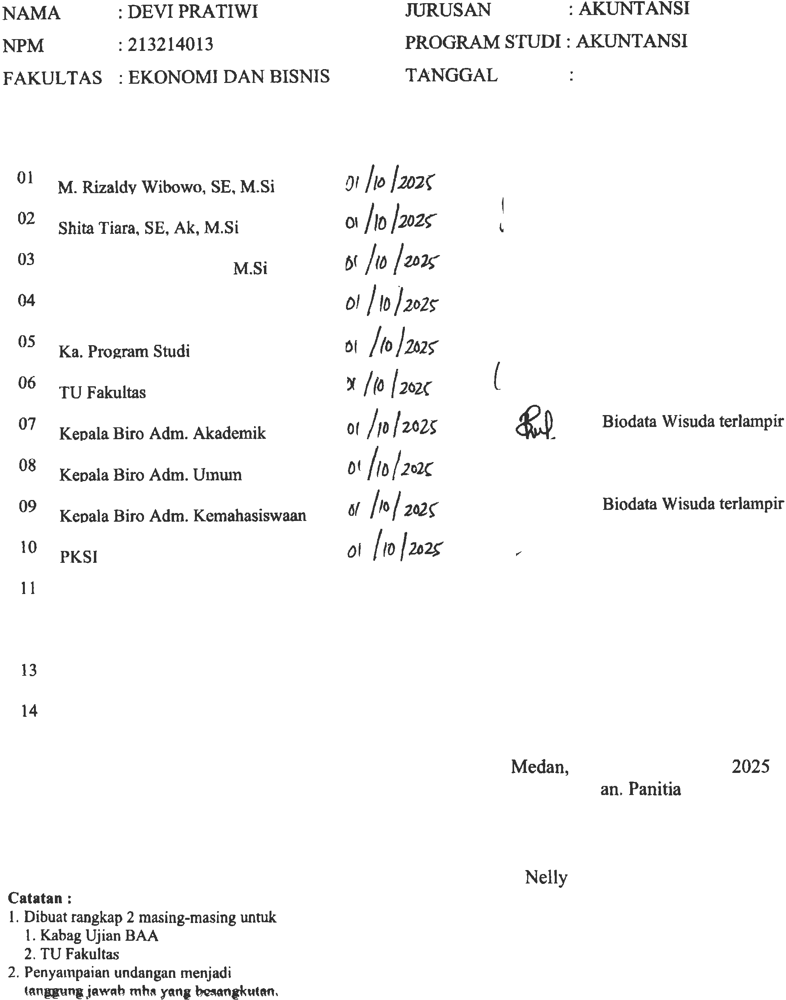 NAMA : DEVI PRATIWI JURUSAN : AKUNTANSI
NPM : 213214013 PROGRAM STUDI : AKUNTANSI
FAKULTAS : EKONOMI DAN BISNIS TANGGAL :
01 M. Rizaldy Wibowo, SE, M.Si 01/10/2025
02 Shita Tiara, SE, Ak, M.Si 01/10/2025
03 M.Si 01/10/2025
04 01/10/2025
05 Ka. Program Studi 01/10/2025
06 TU Fakultas /10/2025
07 Kepala Biro Adm. Akademik 01/10/2025 Biodata Wisuda terlampir
08 Kepala Biro Adm. Umum 01/10/2025
09 Kepala Biro Adm. Kemahasiswaan 01/10/2025 Biodata Wisuda terlampir
10 PKSI 01/10/2025
11
13
14
Medan, 2025
an. Panitia
Nelly
Catatan :
1. Dibuat rangkap 2 masing-masing untuk
1. Kabag Ujian BAA
2. TU Fakultas
2. Penyampaian undangan menjadi
tanggung jawab mhs yang besangkutan.